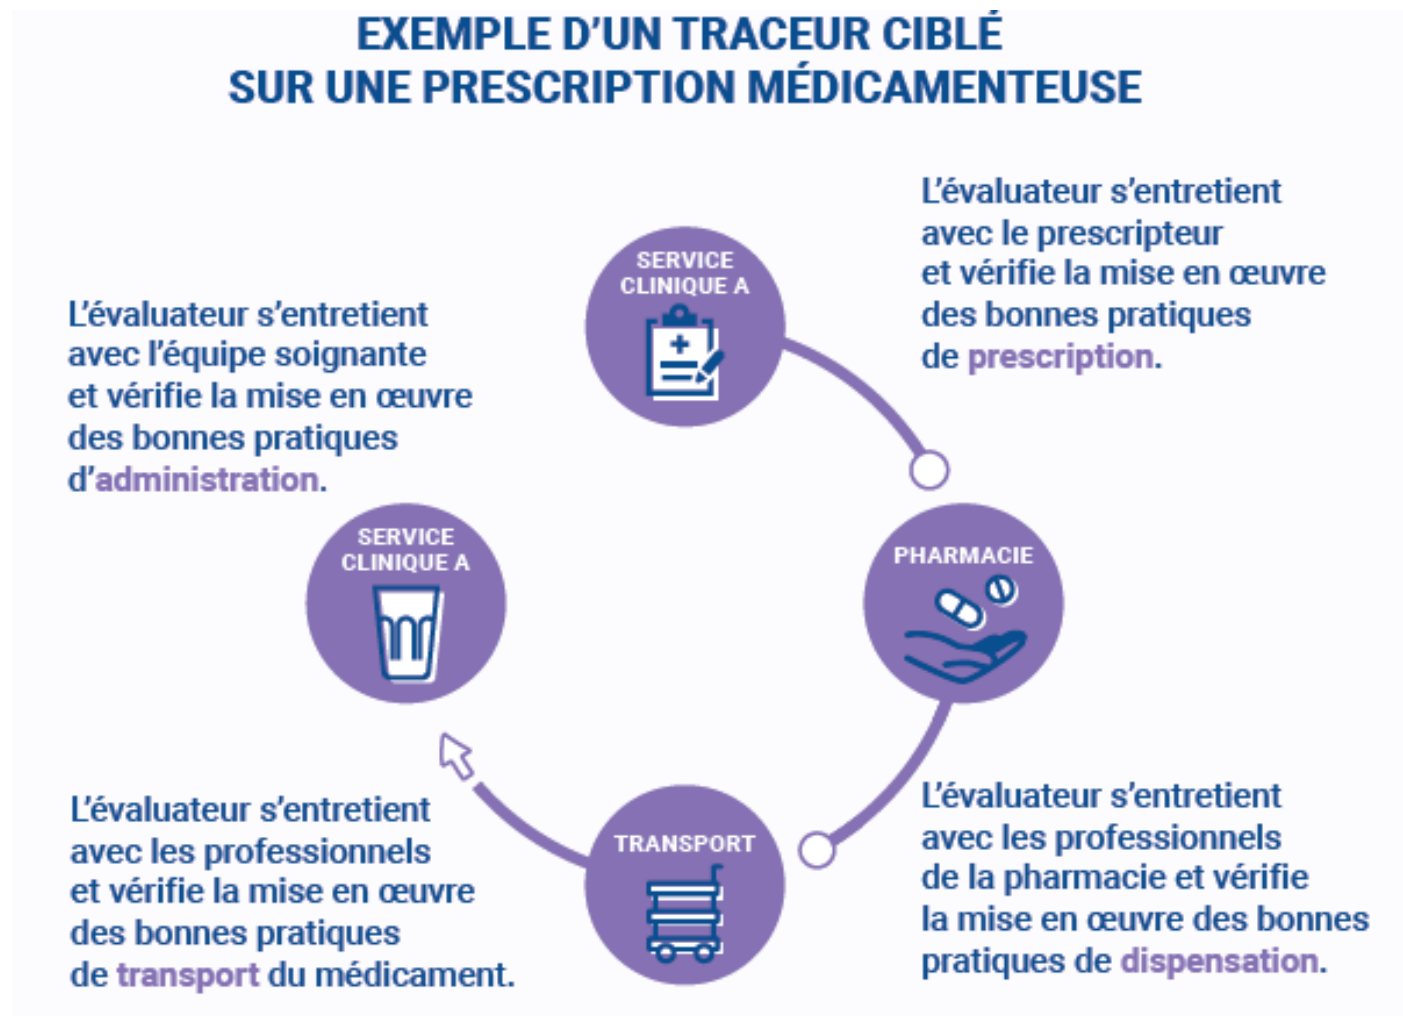 EXEMPLE D’UN TRACEUR CIBLÉ
SUR UNE PRESCRIPTION MÉDICAMENTEUSE
SERVICE
CLINIQUE A
L’évaluateur s’entretient
avec le prescripteur
et vérifie la mise en œuvre
des bonnes pratiques
de prescription.
PHARMACIE
L’évaluateur s’entretient
avec les professionnels
de la pharmacie et vérifie
la mise en œuvre des bonnes
pratiques de dispensation.
TRANSPORT
L’évaluateur s’entretient
avec les professionnels
et vérifie la mise en œuvre
des bonnes pratiques
de transport du médicament.
SERVICE
CLINIQUE A
L’évaluateur s’entretient
avec l’équipe soignante
et vérifie la mise en œuvre
des bonnes pratiques
d’administration.